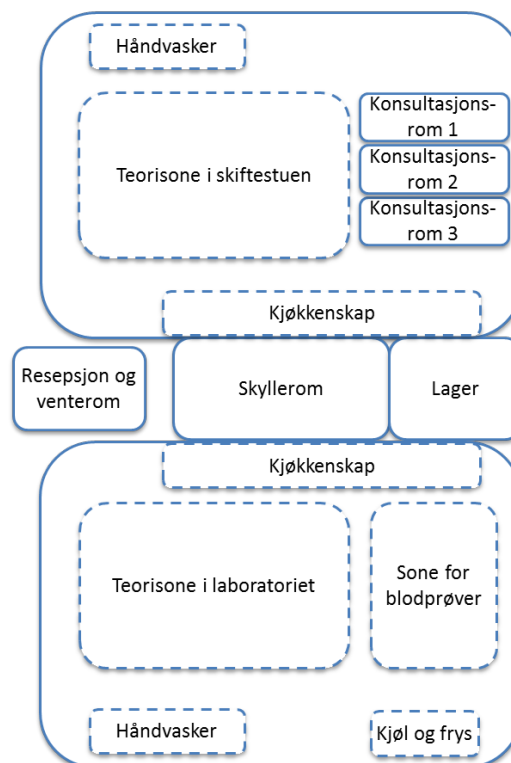 Håndvasker
Teorisone i skiftestuen
Konsultasjons-
rom 1
Konsultasjons-
rom 2
Konsultasjons-
rom 3
Kjøkkenskap
Resepsjon og
venterom
Skyllerom
Lager
Kjøkkenskap
Teorisone i laboratoriet
Sone for
blodprøver
Håndvasker
Kjøl og frys